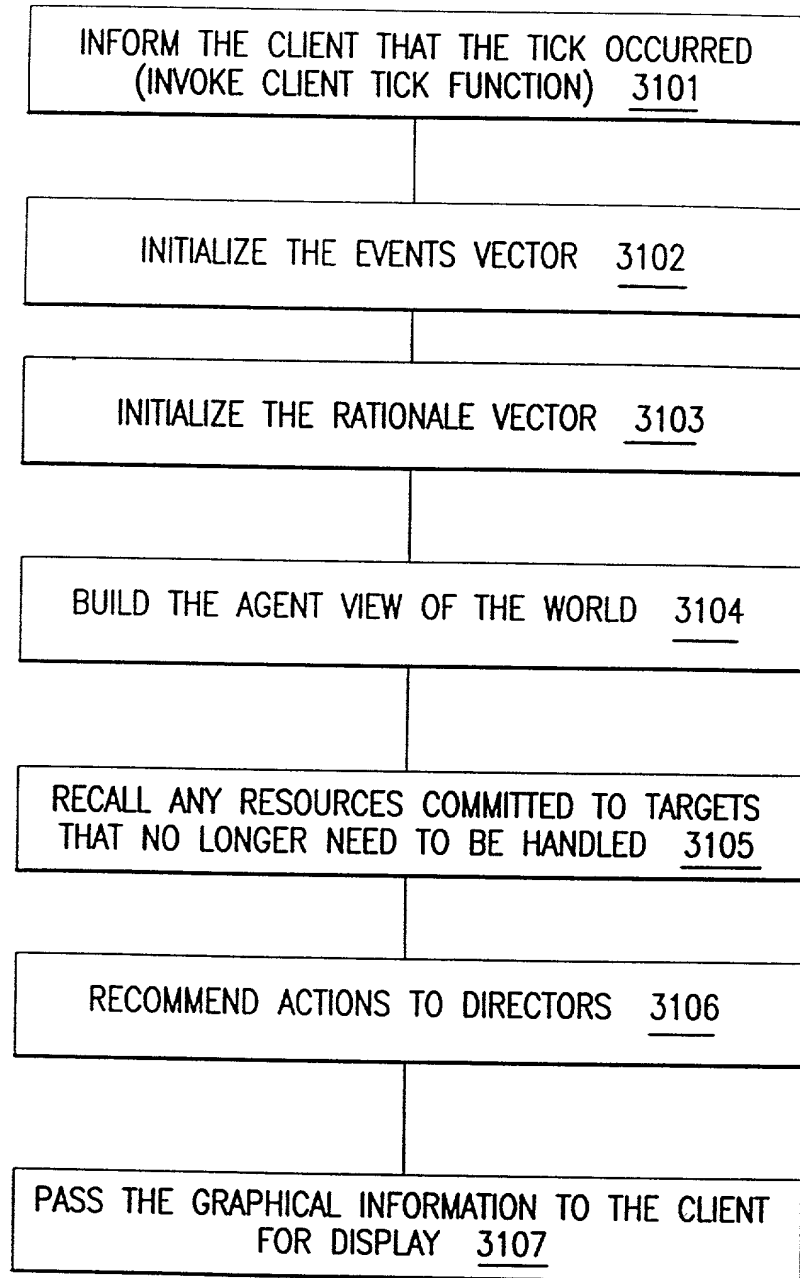 INFORM THE CLIENT THAT THE TICK OCCURRED
(INVOKE CLIENT TICK FUNCTION) 3101
INITIALIZE THE EVENTS VECTOR 3102
INITIALIZE THE RATIONALE VECTOR 3103
BUILD THE AGENT VIEW OF THE WORLD 3104
RECALL ANY RESOURCES COMMITTED TO TARGETS
THAT NO LONGER NEED TO BE HANDLED 3105
RECOMMEND ACTIONS TO DIRECTORS 3106
PASS THE GRAPHICAL INFORMATION TO THE CLIENT
FOR DISPLAY 3107